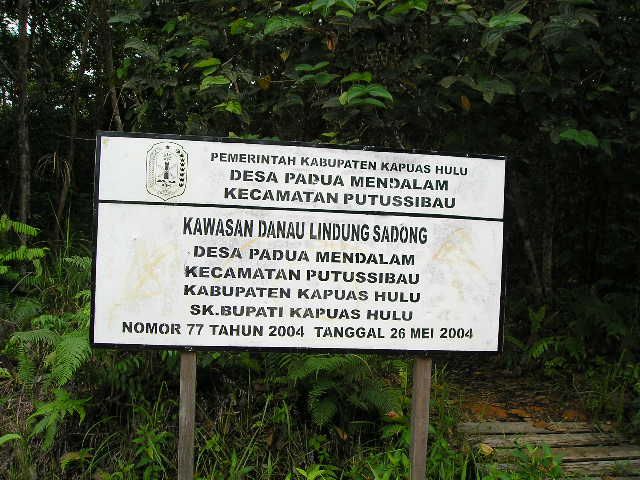 PEMERINTAH KABUPATEN KAPUAS HULU
DESA PADUA MENDALAM
KECAMATAN PUTUSSIBAU
KAWASAN DANAU LINDUNG SADONG
DESA PADUA MENDALAM
KECAMATAN PUTUSSIBAU
KABUPATEN KAPUAS HULU
SK.BUPATI KAPUAS HULU
NOMOR 77 TAHUN 2004 TANGGAL 26 MEI 2004